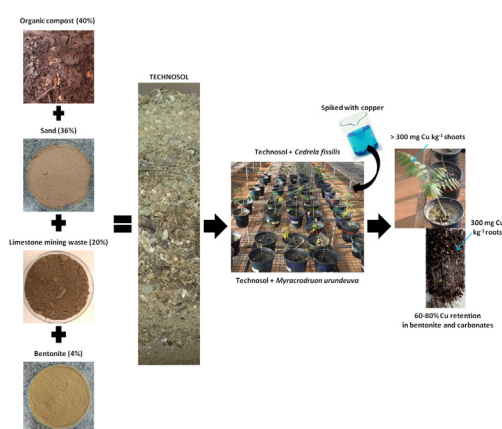 Organic compost (40%)
Sand (36%)
Limestone mining waste (20%)
Bentonite (4%)
TECHNOSOL
Spiked with copper
Technosol + Cedrela fissilis
Technosol + Myracrodruon urundeuva
> 300 mg Cu kg⁻¹ shoots
300 mg Cu
kg⁻¹ roots
60-80% Cu retention
in bentonite and carbonates